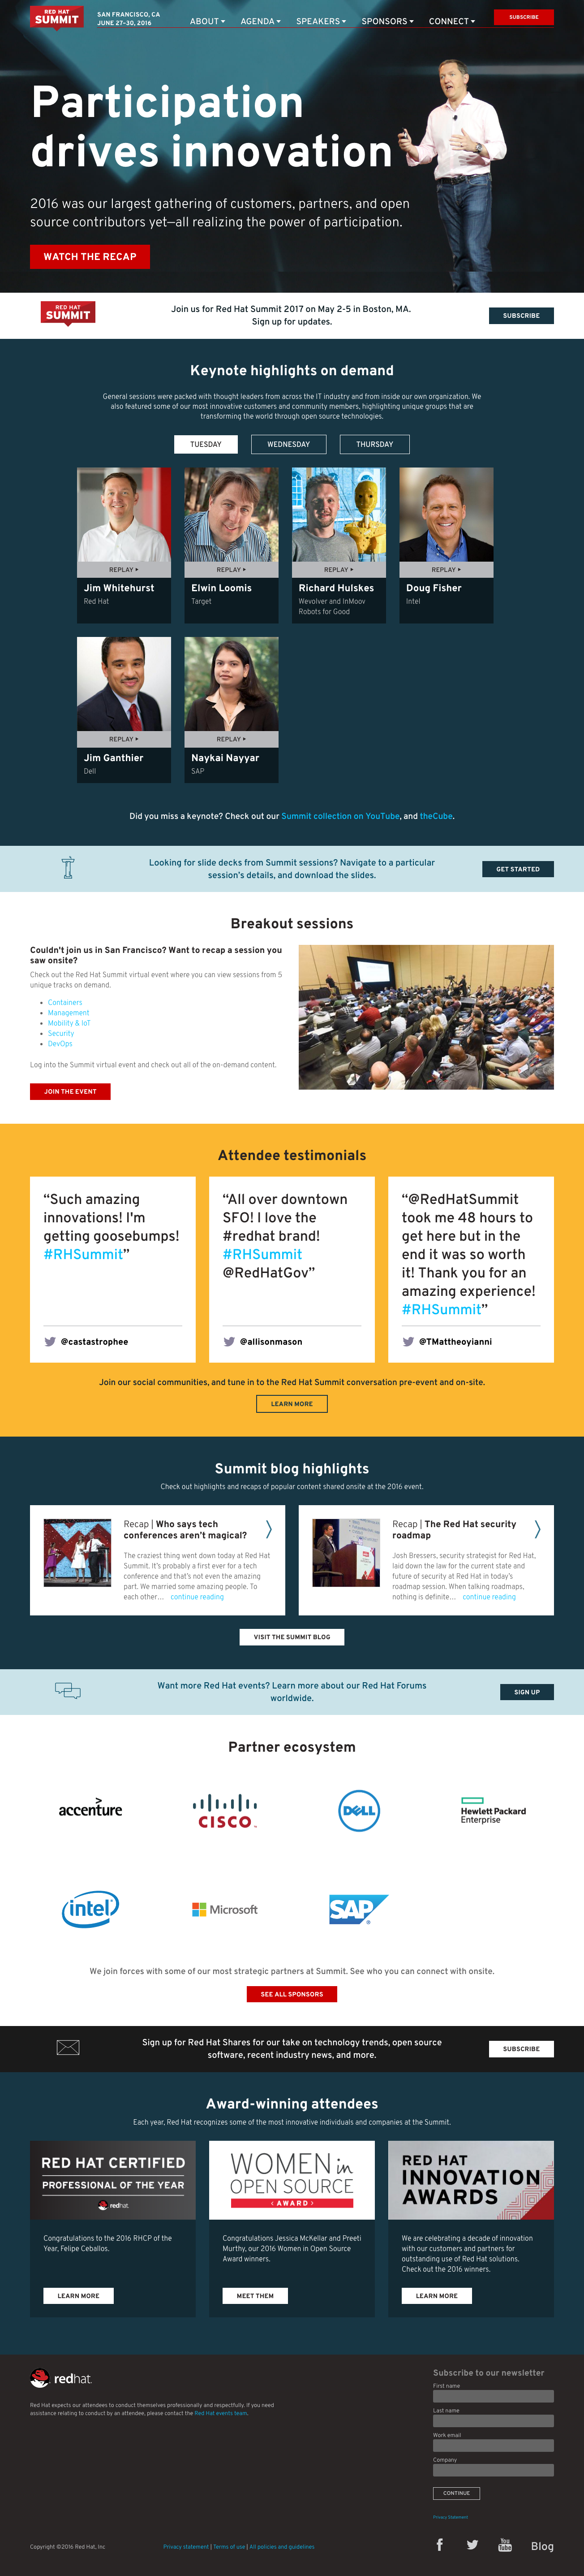 RED HAT
SUMMIT
SAN FRANCISCO, CA
JUNE 27–30, 2016
ABOUT
AGENDA
SPEAKERS
SPONSORS
CONNECT
SUBSCRIBE
Participation
drives innovation
2016 was our largest gathering of customers, partners, and open
source contributors yet—all realizing the power of participation.
WATCH THE RECAP
RED HAT
SUMMIT
Join us for Red Hat Summit 2017 on May 2-5 in Boston, MA.
Sign up for updates.
SUBSCRIBE
Keynote highlights on demand
General sessions were packed with thought leaders from across the IT industry and from inside our own organization. We
also featured some of our most innovative customers and community members, highlighting unique groups that are
transforming the world through open source technologies.
TUESDAY
WEDNESDAY
THURSDAY
REPLAY
Jim Whitehurst
Red Hat
REPLAY
Elwin Loomis
Target
REPLAY
Richard Hulskes
Wevolver and InMoov
Robots for Good
REPLAY
Doug Fisher
Intel
REPLAY
Jim Ganthier
Dell
REPLAY
Naykai Nayyar
SAP
Did you miss a keynote? Check out our Summit collection on YouTube, and theCube.
Looking for slide decks from Summit sessions? Navigate to a particular
session's details, and download the slides.
GET STARTED
Breakout sessions
Couldn't join us in San Francisco? Want to recap a session you
saw onsite?
Check out the Red Hat Summit virtual event where you can view sessions from 5
unique tracks on demand.
• Containers
• Management
• Mobility & IoT
• Security
• DevOps
Log into the Summit virtual event and check out all of the on-demand content.
JOIN THE EVENT
Attendee testimonials
“Such amazing
innovations! I'm
getting goosebumps!
#RHSummit”
@castastrophee
“All over downtown
SFO! I love the
#redhat brand!
#RHSummit
@RedHatGov”
@allisonmason
“@RedHatSummit
took me 48 hours to
get here but in the
end it was so worth
it! Thank you for an
amazing experience!
#RHSummit”
@TMattheoyianni
Join our social communities, and tune in to the Red Hat Summit conversation pre-event and on-site.
LEARN MORE
Summit blog highlights
Check out highlights and recaps of popular content shared onsite at the 2016 event.
Recap | Who says tech
conferences aren’t magical?
The craziest thing went down today at Red Hat
Summit. It’s probably a first ever for a tech
conference and that’s not even the amazing
part. We married some amazing people. To
each other… continue reading
Recap | The Red Hat security
roadmap
Josh Bressers, security strategist for Red Hat,
laid down the law for the current state and
future of security at Red Hat in today’s
roadmap session. When talking roadmaps,
nothing is definite… continue reading
VISIT THE SUMMIT BLOG
Want more Red Hat events? Learn more about our Red Hat Forums
worldwide.
SIGN UP
Partner ecosystem
accenture
CISCO
DELL
Hewlett Packard
Enterprise
intel
Microsoft
SAP
We join forces with some of our most strategic partners at Summit. See who you can connect with onsite.
SEE ALL SPONSORS
Sign up for Red Hat Shares for our take on technology trends, open source
software, recent industry news, and more.
SUBSCRIBE
Award-winning attendees
Each year, Red Hat recognizes some of the most innovative individuals and companies at the Summit.
RED HAT CERTIFIED
PROFESSIONAL OF THE YEAR
redhat.
Congratulations to the 2016 RHCP of the
Year, Felipe Ceballos.
LEARN MORE
WOMEN in
OPEN SOURCE
‹ AWARD ›
Congratulations Jessica McKellar and Preeti
Murthy, our 2016 Women in Open Source
Award winners.
MEET THEM
RED HAT
INNOVATION
AWARDS
We are celebrating a decade of innovation
with our customers and partners for
outstanding use of Red Hat solutions.
Check out the 2016 winners.
LEARN MORE
redhat.
Red Hat expects our attendees to conduct themselves professionally and respectfully. If you need
assistance relating to conduct by an attendee, please contact the Red Hat events team.
Subscribe to our newsletter
First name
Last name
Work email
Company
CONTINUE
Privacy Statement
Copyright ©2016 Red Hat, Inc
Privacy statement | Terms of use | All policies and guidelines
You
Tube
Blog